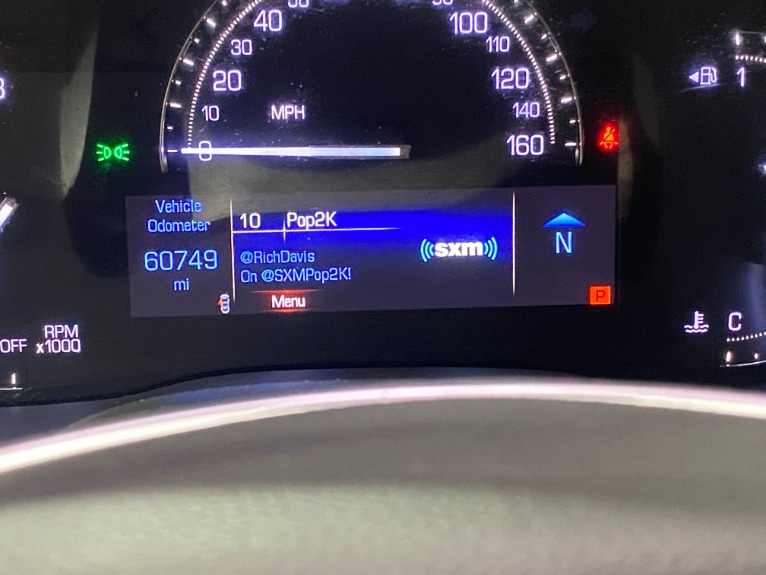 40
100
30
110
20
120
10
MPH
140
0
160
1
Vehicle
Odometer
60749
mi
10 Pop2K
@RichDavis
On @SXMPop2K!
((sxm))
Menu
N
P
RPM
OFF x1000
C